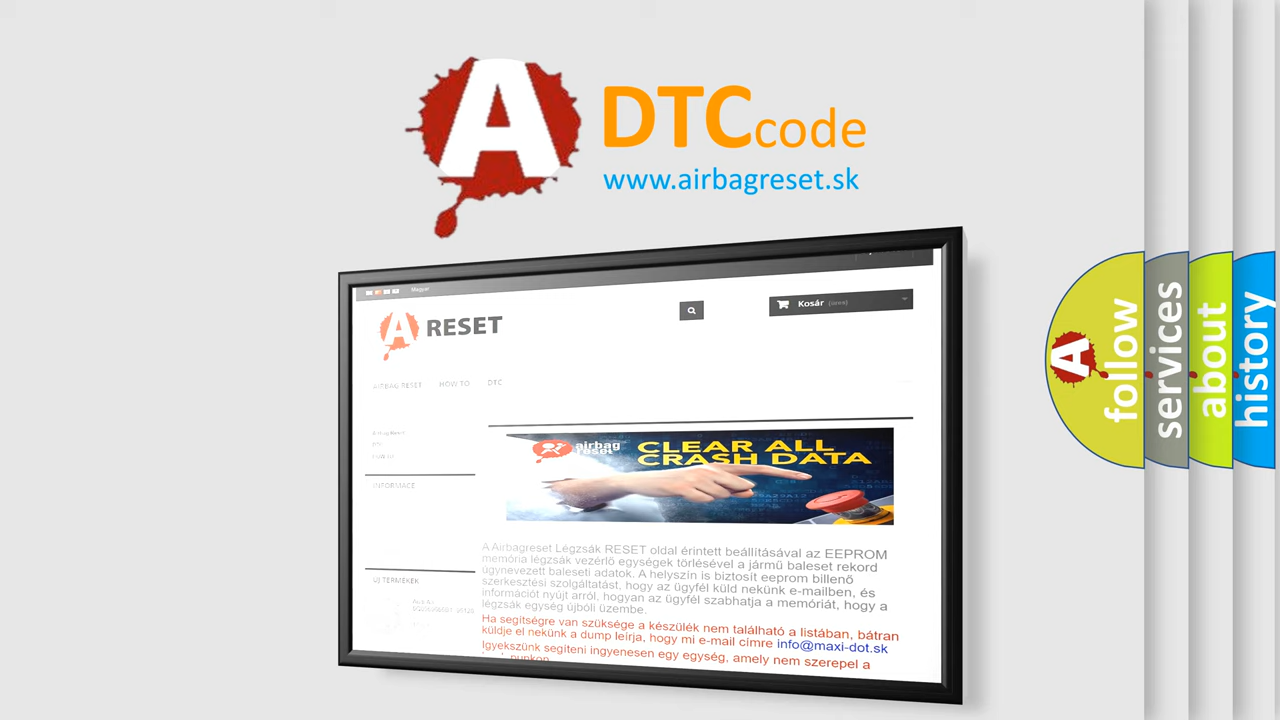 A DTCcode
www.airbagreset.sk
Magyar
Kosár (üres)
A RESET
AIRBAG RESET HOW TO DTC
airbag
reset
CLEAR ALL
CRASH DATA
INFORMACE
A Airbagreset Légzsák RESET oldal érintett beállításával az EEPROM
memória légzsák vezérlő egységek törlésével a jármű baleset rekord
úgynevezett baleseti adatok. A helyszín is biztosít eeprom billenő
szerkesztési szolgáltatást, hogy az ügyfél küld nekünk e-mailben, és
információt nyújt arról, hogyan az ügyfél szabhatja a memóriát, hogy a
légzsák egység újbóli üzembe.
ÚJ TERMÉKEK
Ha segítségre van szüksége a készülék nem található a listában, bátran
küldje el nekünk a dump leírja, hogy mi e-mail címre info@maxi-dot.sk
Igyekszünk segíteni ingyenesen egy egység, amely nem szerepel a
A follow
services
about
history